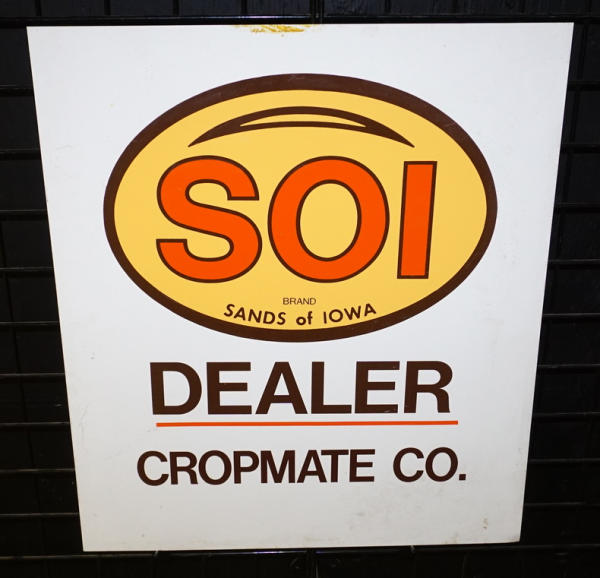 SOI
BRAND
SANDS of IOWA
DEALER
CROPMATE CO.